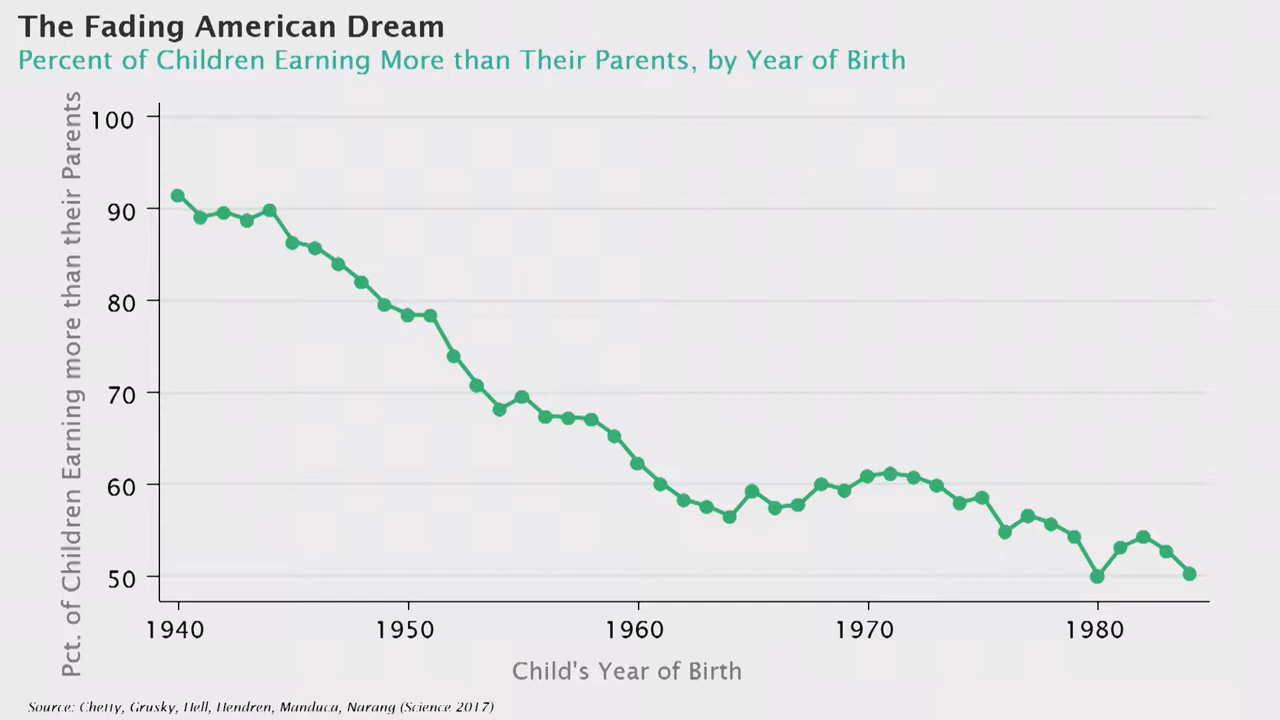 The Fading American Dream
Percent of Children Earning More than Their Parents, by Year of Birth
Pct. of Children Earning more than their Parents
100
90
80
70
60
50
1940 1950 1960 1970 1980
Child's Year of Birth
Source: Chetty, Grusky, Hell, Hendren, Manduca, Narang (Science 2017)